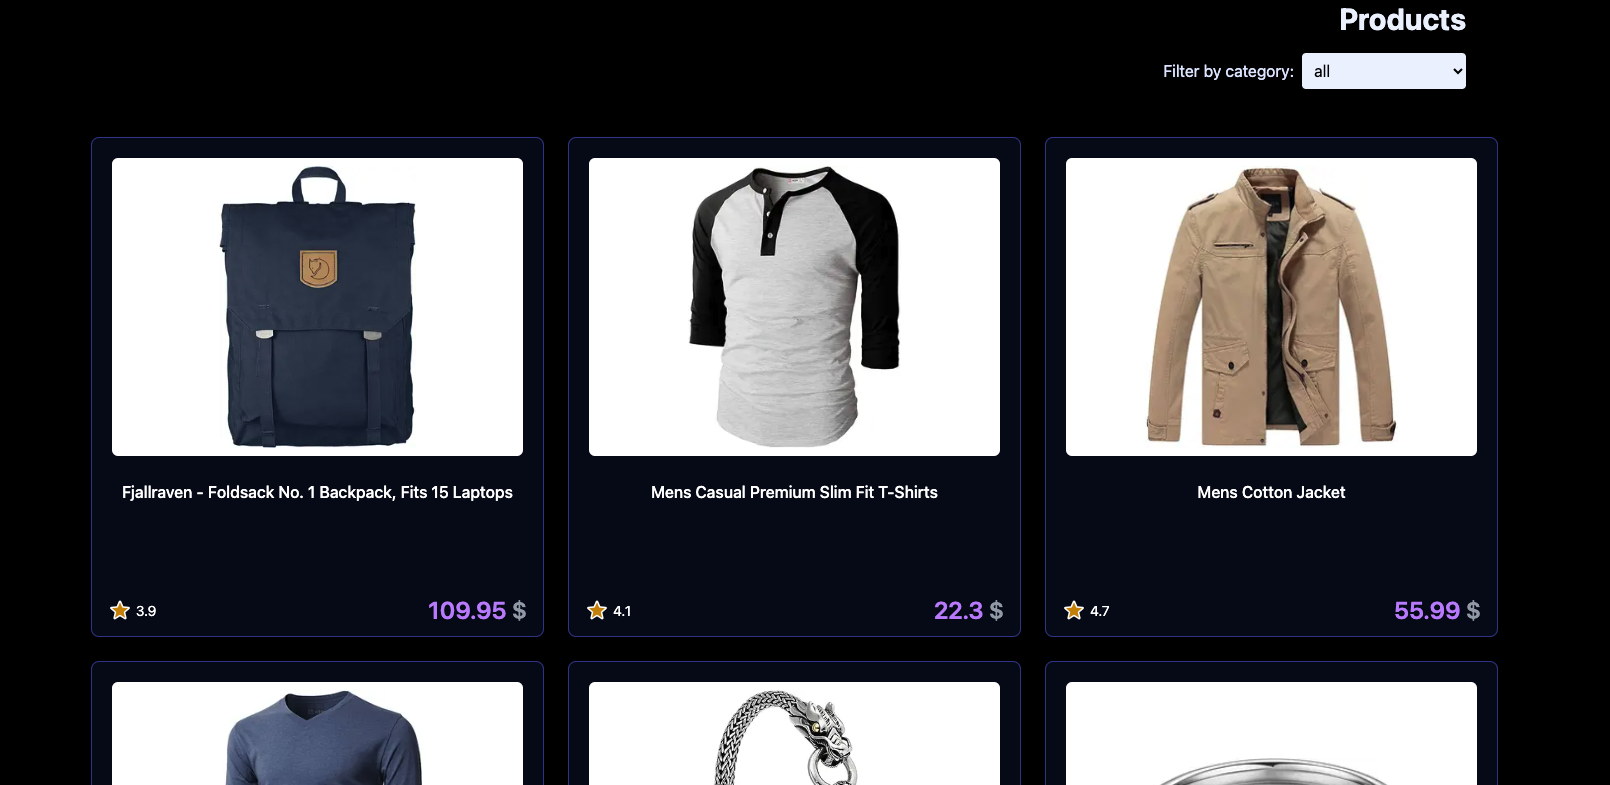 Products
Filter by category: all
Fjallraven - Foldsack No. 1 Backpack, Fits 15 Laptops
3.9 109.95 $
Mens Casual Premium Slim Fit T-Shirts
4.1 22.3 $
Mens Cotton Jacket
4.7 55.99 $